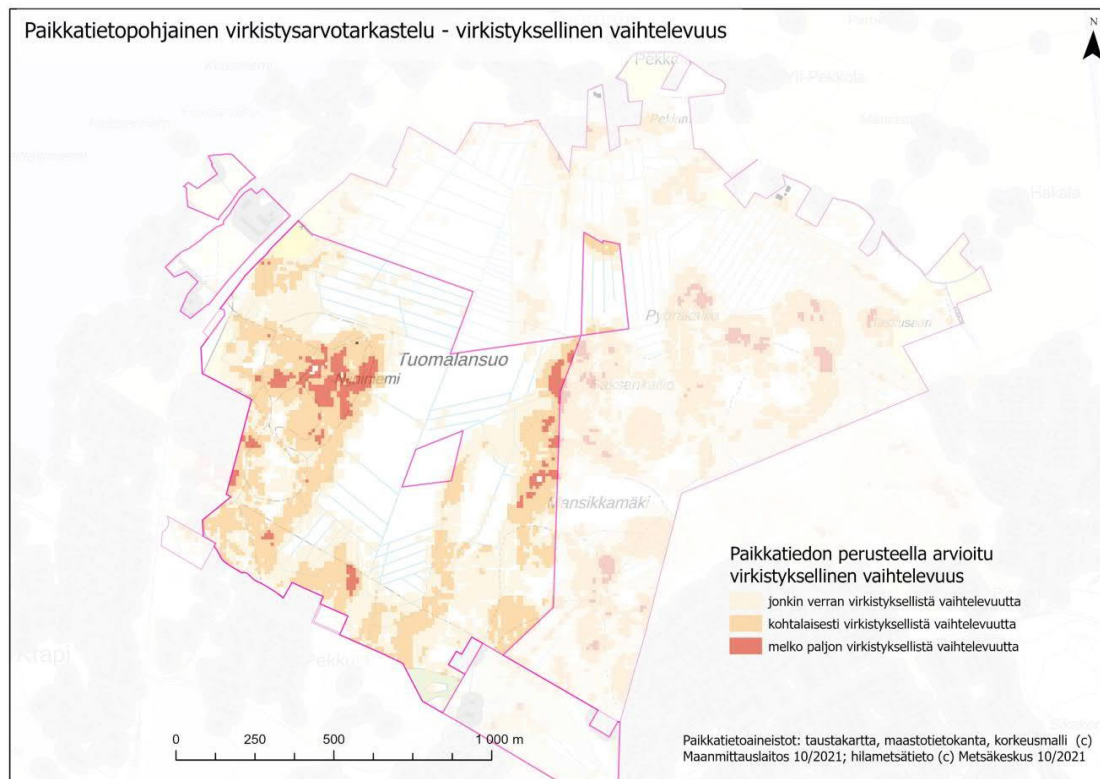 Paikkatietopohjainen virkistysarvotarkastelu - virkistyksellinen vaihtelevuus
N
Pekko
Yli-Pekkola
Hakala
Tuomalansuo
Mansikkamäki
Krapi
Paikkatiedon perusteella arvioitu
virkistyksellinen vaihtelevuus
jonkin verran virkistyksellistä vaihtelevuutta
kohtalaisesti virkistyksellistä vaihtelevuutta
melko paljon virkistyksellistä vaihtelevuutta
0 250 500 1 000 m
Paikkatietoaineistot: taustakartta, maastotietokanta, korkeusmalli (c)
Maanmittauslaitos 10/2021; hilametsätieto (c) Metsäkeskus 10/2021